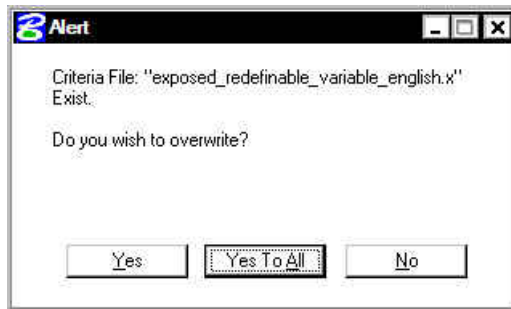 Alert
Criteria File: "exposed_redefinable_variable_english.x"
Exist.
Do you wish to overwrite?
Yes
Yes To All
No